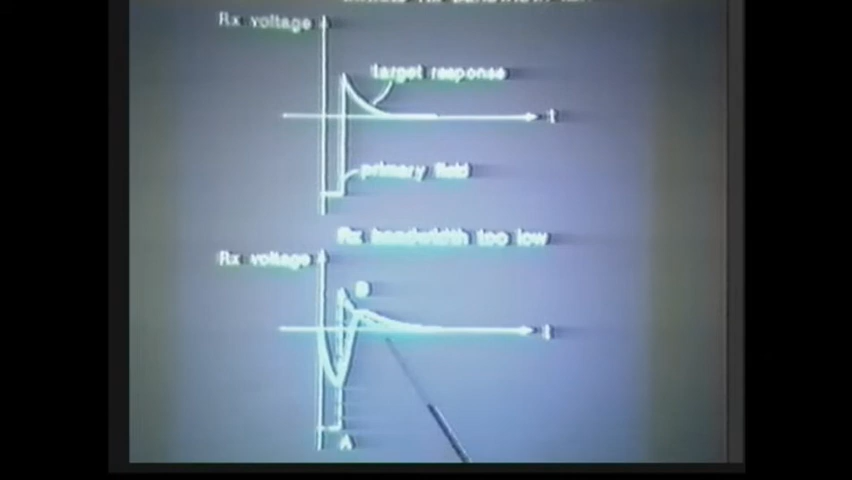 Rx voltage
target response
t
primary field
Rx bandwidth too low
Rx voltage
B
t
A